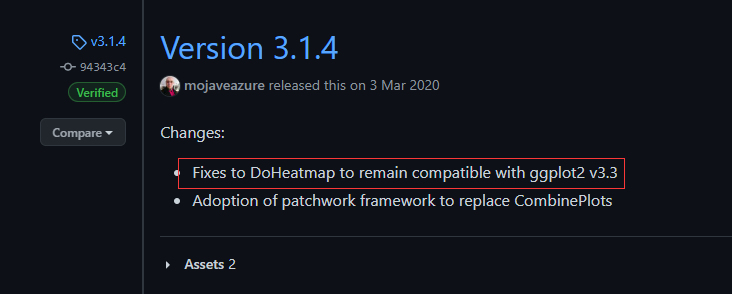 v3.1.4
94343c4
Verified
Compare
Version 3.1.4
mojaveazure released this on 3 Mar 2020
Changes:
Fixes to DoHeatmap to remain compatible with ggplot2 v3.3
Adoption of patchwork framework to replace CombinePlots
Assets 2